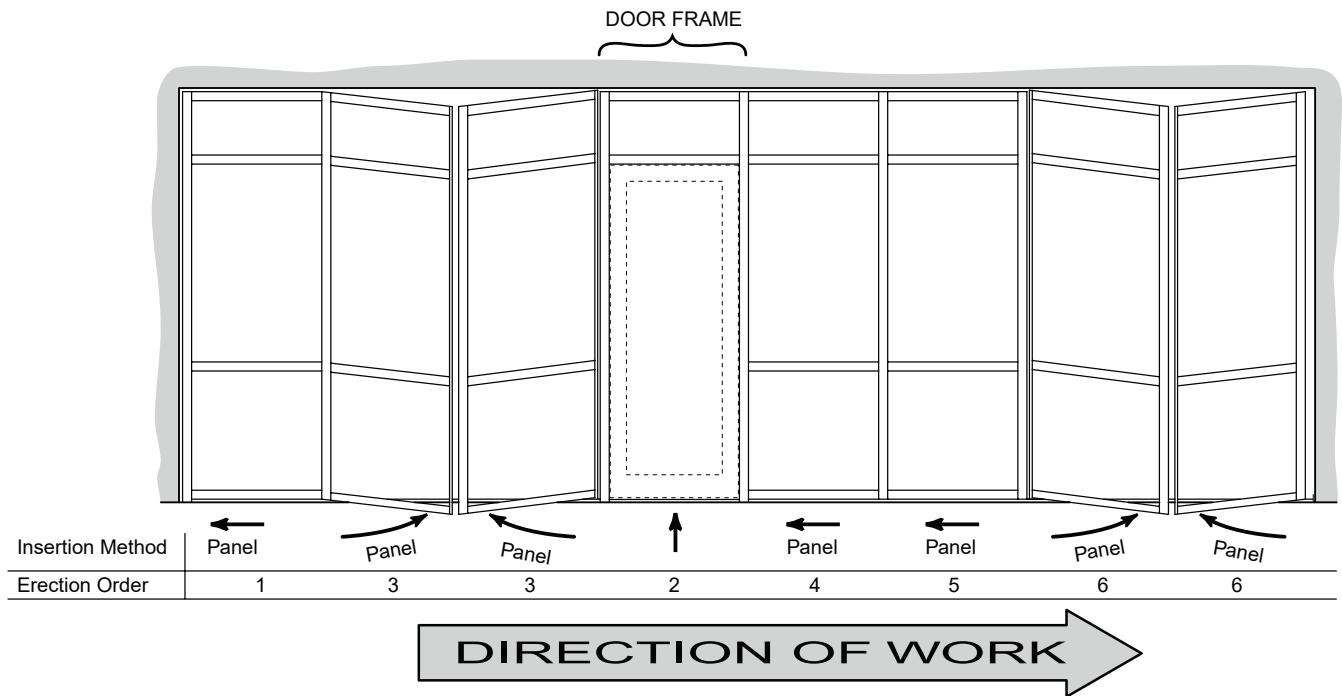 DOOR FRAME
Insertion Method Panel Panel Panel Panel Panel Panel Panel
Erection Order 1 3 3 2 4 5 6 6
DIRECTION OF WORK